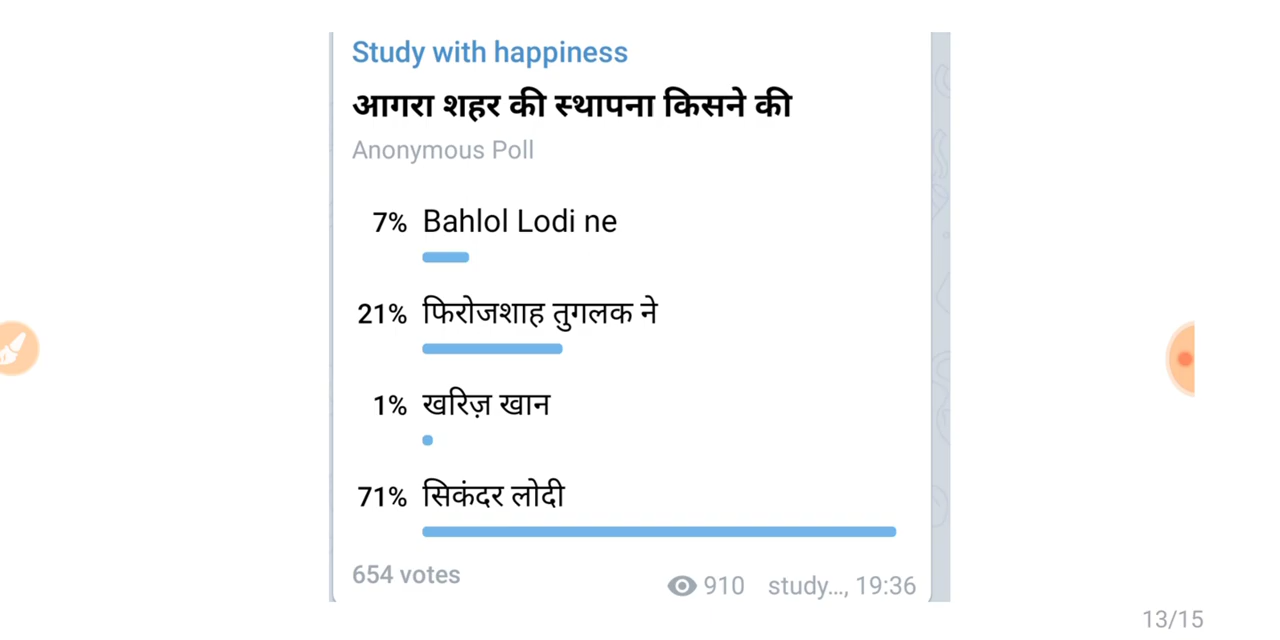 Study with happiness
आगरा शहर की स्थापना किसने की
Anonymous Poll
7% Bahlol Lodi ne
21% फिरोजशाह तुगलक ने
1% खरिज़ खान
71% सिकंदर लोदी
654 votes
910 study..., 19:36
13/15